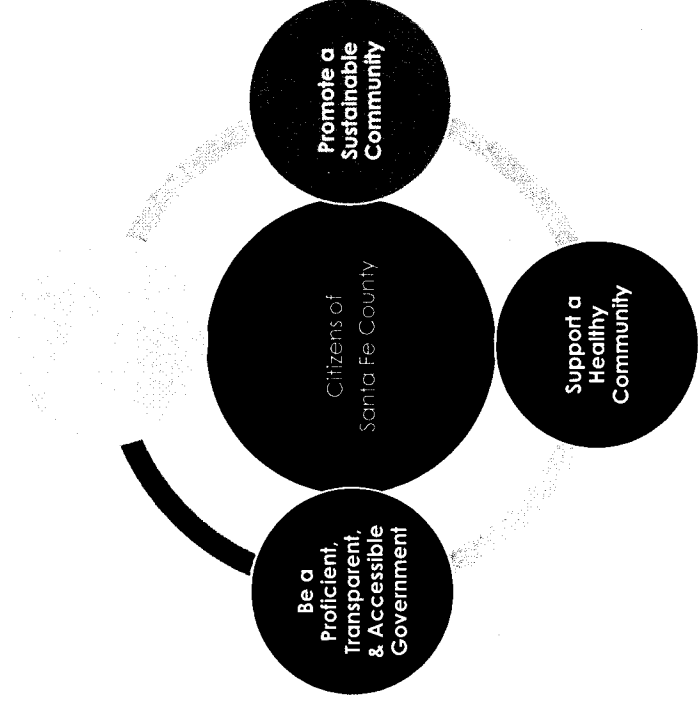 Citizens of
Santa Fe County
Promote a
Sustainable
Community
Support a
Healthy
Community
Be a
Proficient,
Transparent,
& Accessible
Government